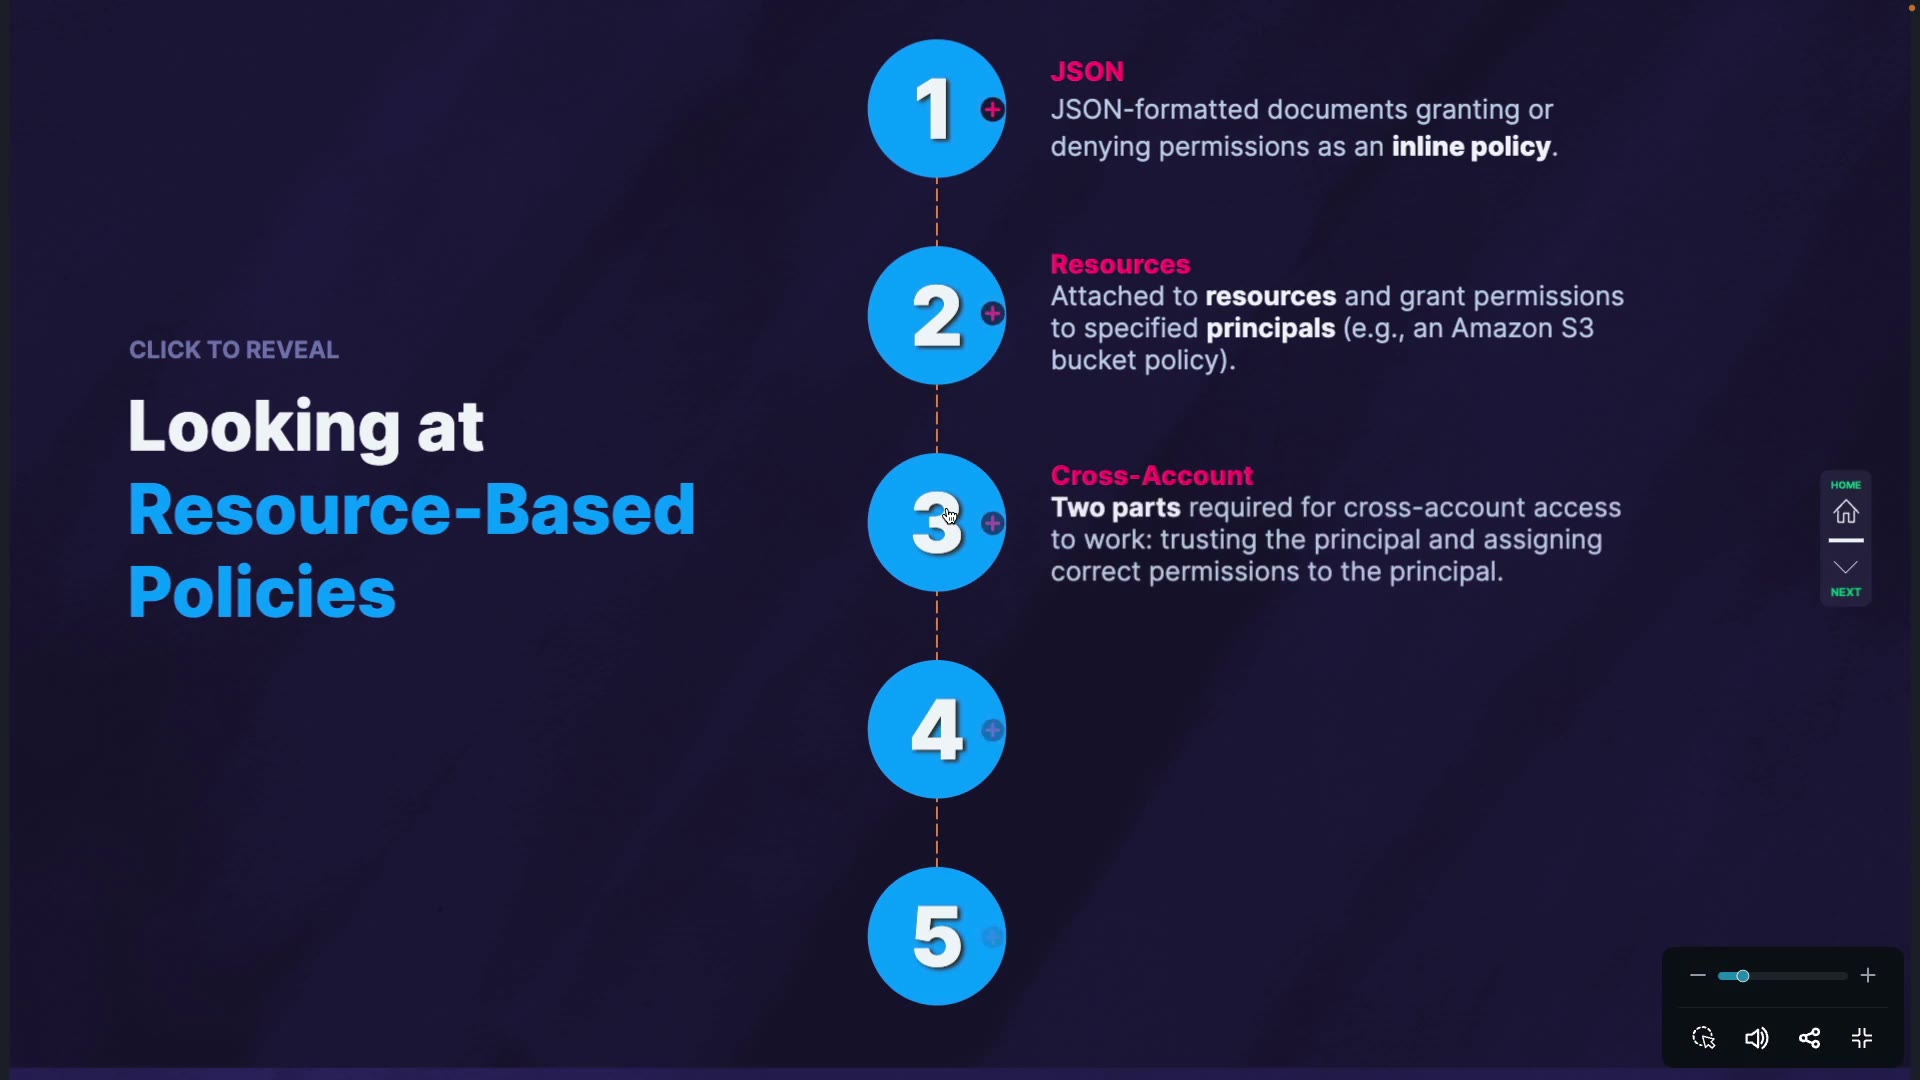 CLICK TO REVEAL
Looking at
Resource-Based
Policies
1
JSON
JSON-formatted documents granting or
denying permissions as an inline policy.
2
Resources
Attached to resources and grant permissions
to specified principals (e.g., an Amazon S3
bucket policy).
3
Cross-Account
Two parts required for cross-account access
to work: trusting the principal and assigning
correct permissions to the principal.
4
5
HOME
NEXT